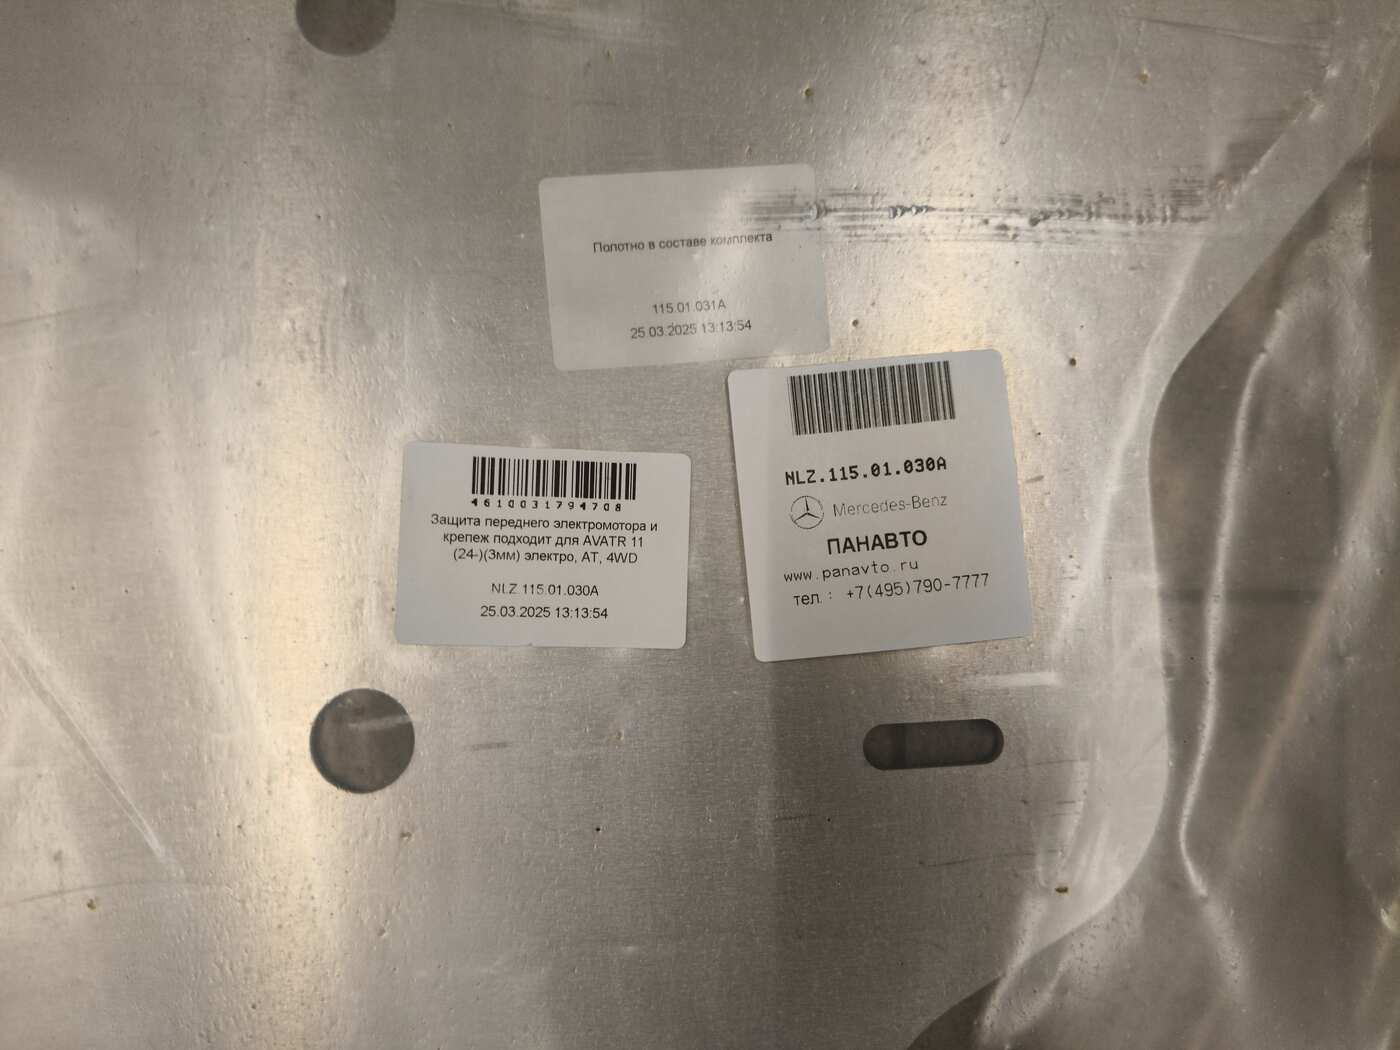 Полотно в составе комплекта
115.01.031А
25.03.2025 13:13:54
4610031794708
Защита переднего электромотора и
крепеж подходит для AVATR 11
(24-)(3мм) электро, АТ, 4WD
NLZ.115.01.030A
25.03.2025 13:13:54
NLZ.115.01.030A
Mercedes-Benz
ПАНАВТО
www.panavto.ru
тел.: +7(495)790-7777